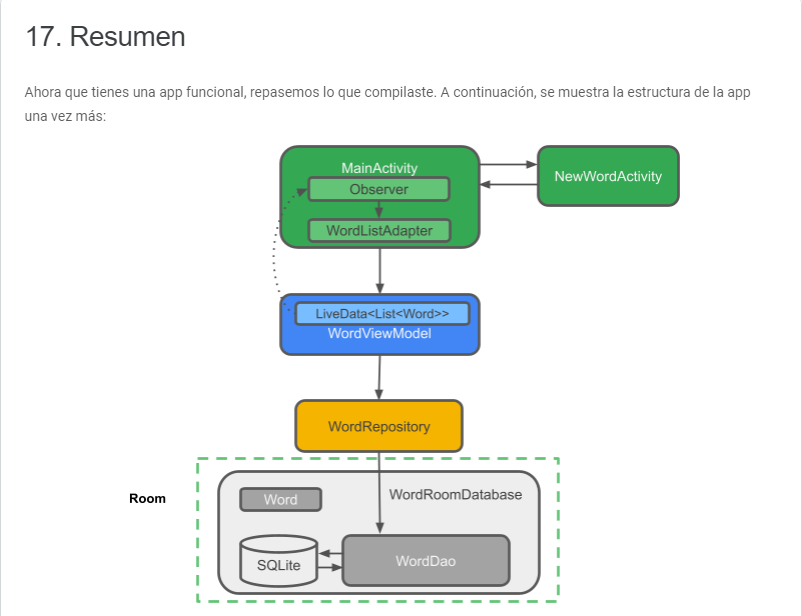 17. Resumen
Ahora que tienes una app funcional, repasemos lo que compilaste. A continuación, se muestra la estructura de la app
una vez más:
MainActivity
Observer
WordListAdapter
NewWordActivity
LiveData<List<Word>>
WordViewModel
WordRepository
Room
Word
WordRoomDatabase
SQLite
WordDao